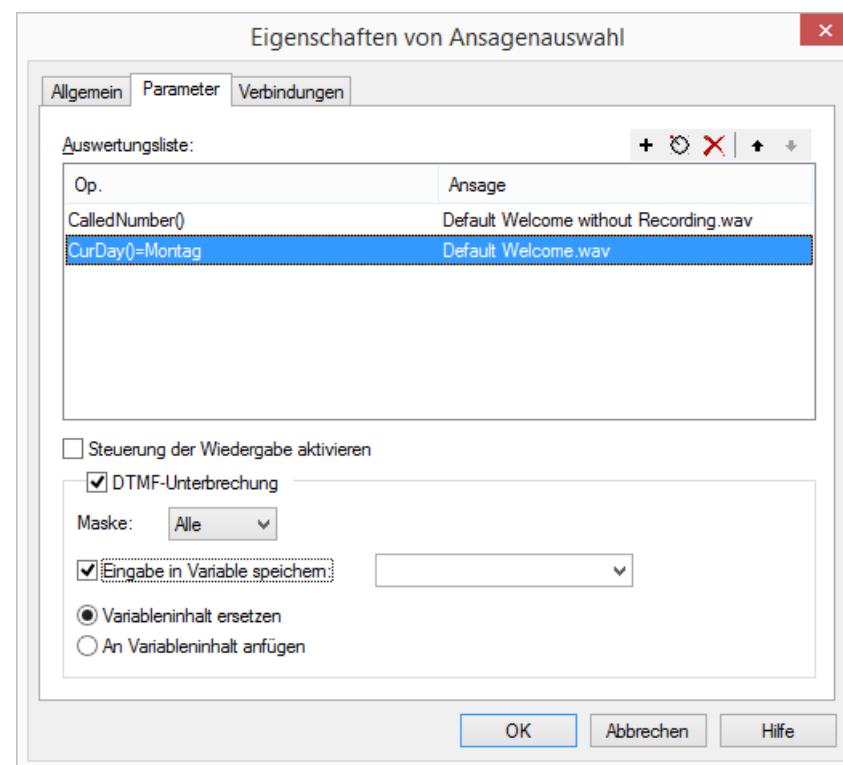 Eigenschaften von Ansagenauswahl
Allgemein Parameter Verbindungen
Auswertungsliste:
Op. Ansage
CalledNumber() Default Welcome without Recording.wav
CurDay()=Montag Default Welcome.wav
Steuerung der Wiedergabe aktivieren
DTMF-Unterbrechung
Maske: Alle
Eingabe in Variable speichern:
Variableninhalt ersetzen
An Variableninhalt anfügen
OK Abbrechen Hilfe